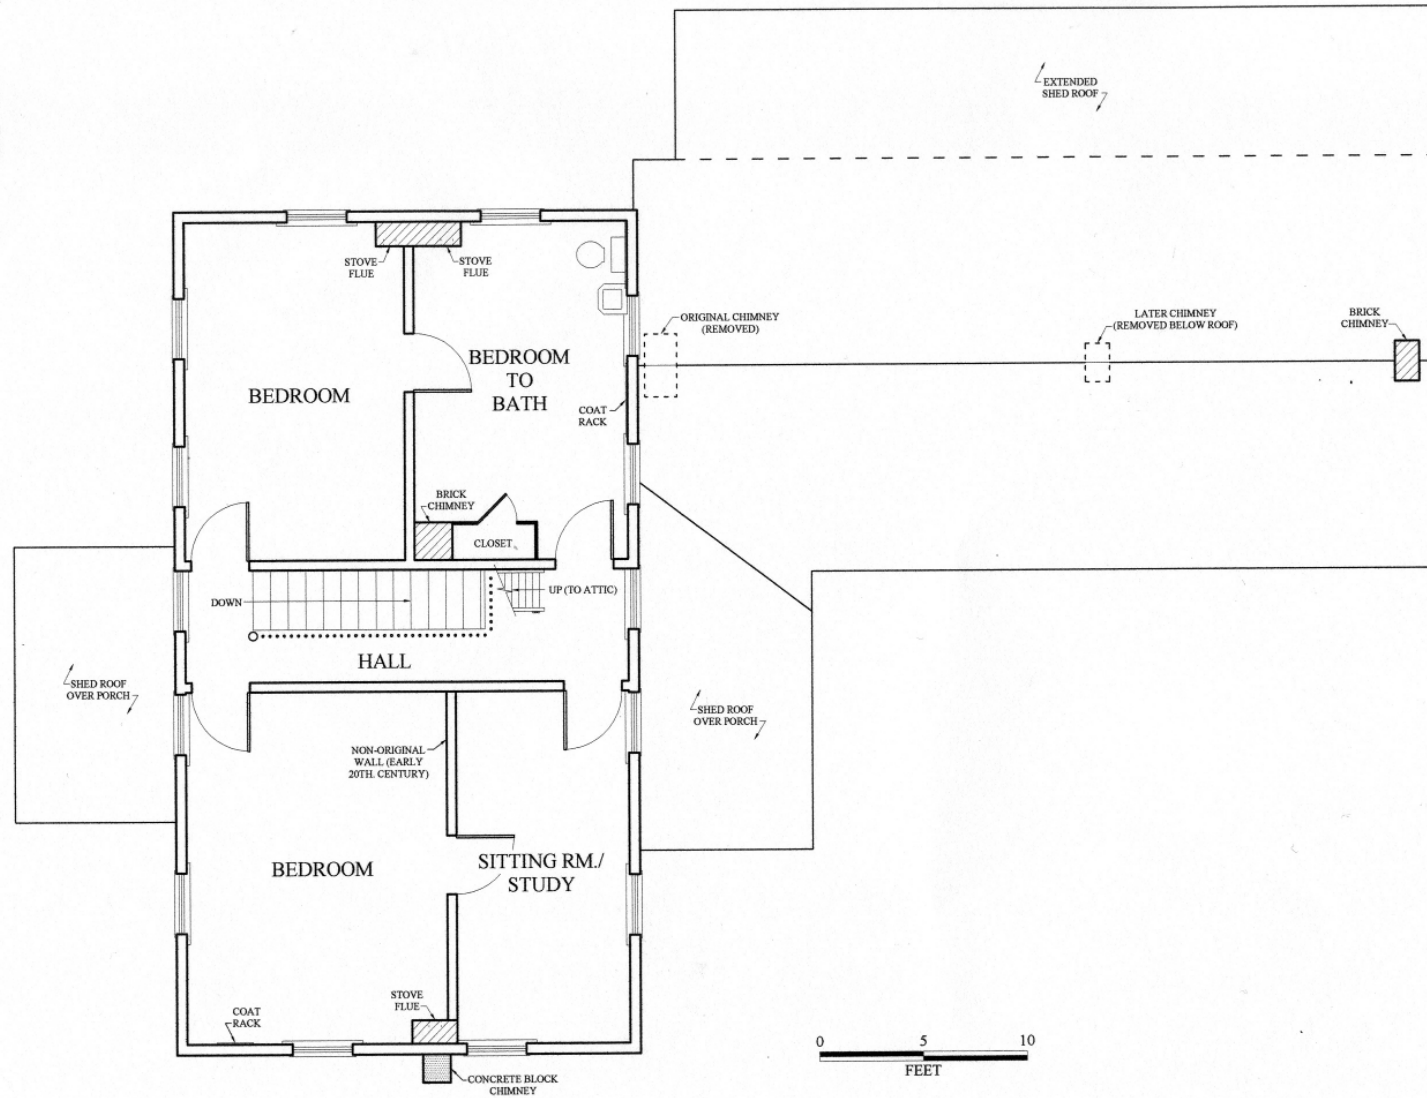 EXTENDED
SHED ROOF
STOVE
FLUE
STOVE
FLUE
ORIGINAL CHIMNEY
(REMOVED)
LATER CHIMNEY
(REMOVED BELOW ROOF)
BRICK
CHIMNEY
BEDROOM
BEDROOM
TO
BATH
COAT
RACK
BRICK
CHIMNEY
CLOSET
DOWN
UP (TO ATTIC)
HALL
SHED ROOF
OVER PORCH
SHED ROOF
OVER PORCH
NON-ORIGINAL
WALL (EARLY
20TH. CENTURY)
BEDROOM
SITTING RM./
STUDY
STOVE
FLUE
COAT
RACK
CONCRETE BLOCK
CHIMNEY
0 5 10
FEET